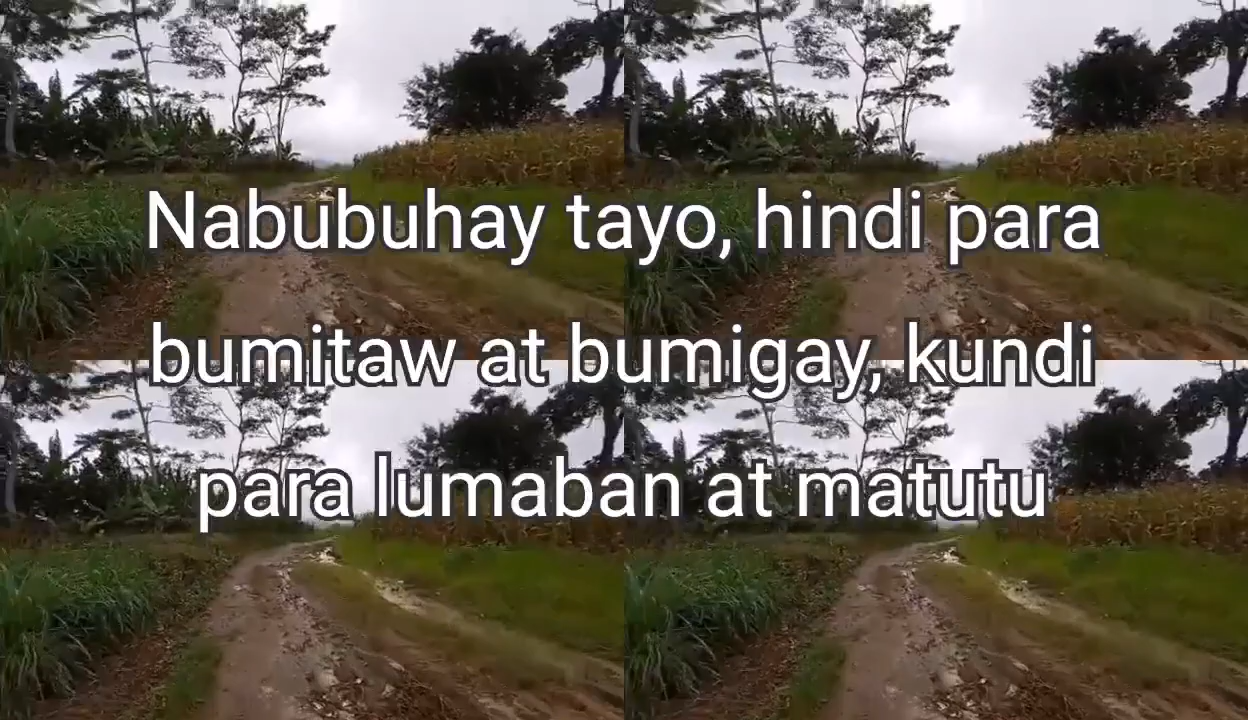 Nabubuhay tayo, hindi para
bumitaw at bumigay, kundi
para lumaban at matutu